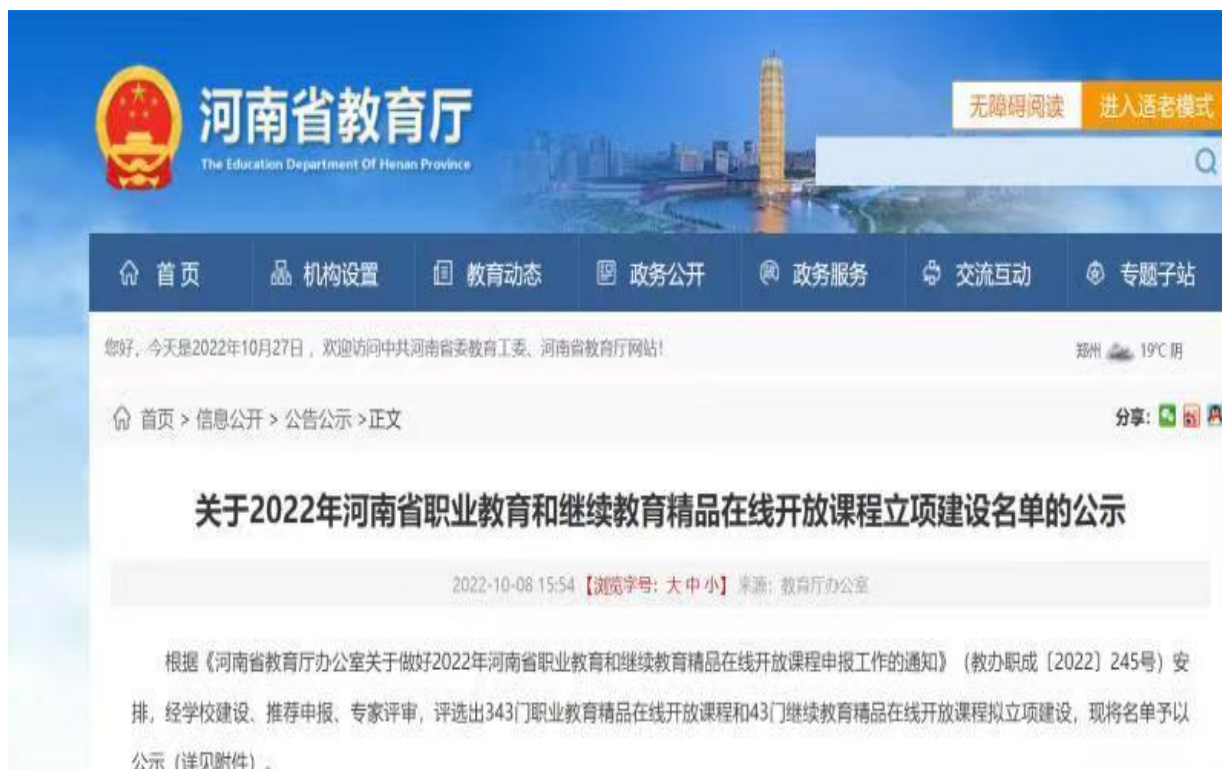 河南省教育厅
The Education Department Of Henan Province
无障碍阅读 进入适老模式
首页 机构设置 教育动态 政务公开 政务服务 交流互动 专题子站
您好，今天是2022年10月27日，欢迎访问中共河南省委教育工委、河南省教育厅网站！ 郑州 19℃ 阴
首页 > 信息公开 > 公告公示 >正文 分享:
关于2022年河南省职业教育和继续教育精品在线开放课程立项建设名单的公示
2022-10-08 15:54 【浏览字号: 大 中 小】 来源: 教育厅办公室
根据《河南省教育厅办公室关于做好2022年河南省职业教育和继续教育精品在线开放课程申报工作的通知》（教办职成〔2022〕245号）安
排，经学校建设、推荐申报、专家评审，评选出343门职业教育精品在线开放课程和43门继续教育精品在线开放课程拟立项建设，现将名单予以
公示（详见附件）。